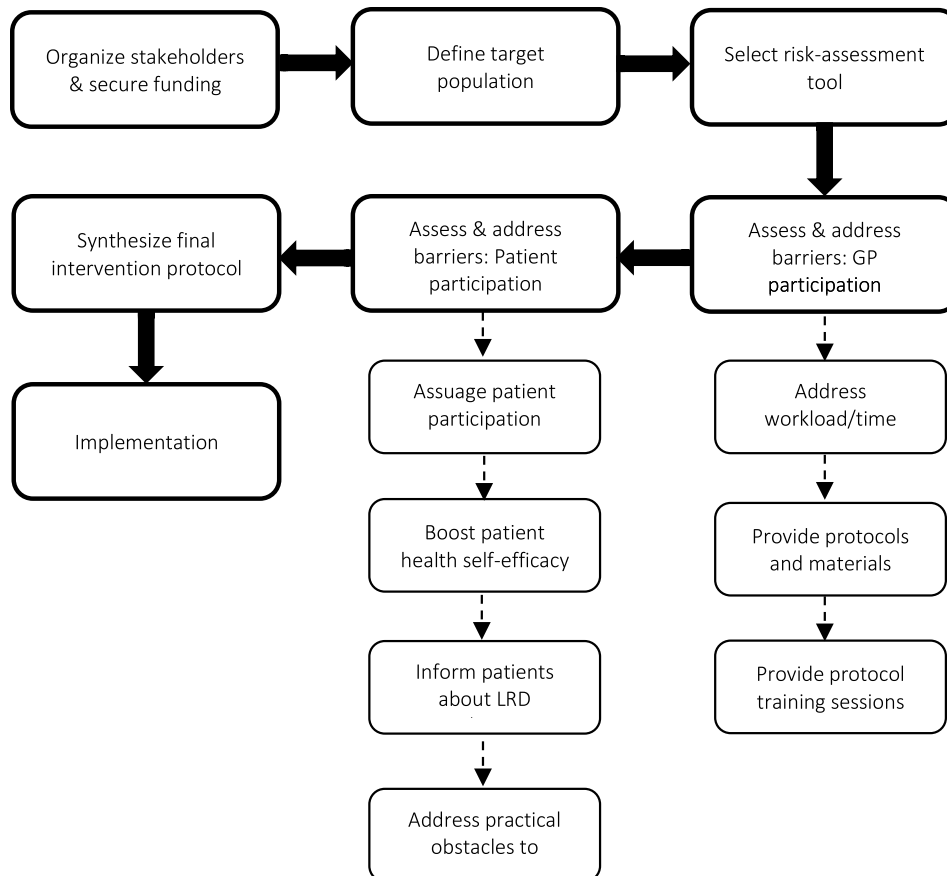 Organize stakeholders
& secure funding
Define target
population
Select risk-assessment
tool
Synthesize final
intervention protocol
Assess & address
barriers: Patient
participation
Assess & address
barriers: GP
participation
Implementation
Assuage patient
participation
Address
workload/time
Boost patient
health self-efficacy
Provide protocols
and materials
Inform patients
about LRD
Provide protocol
training sessions
Address practical
obstacles to